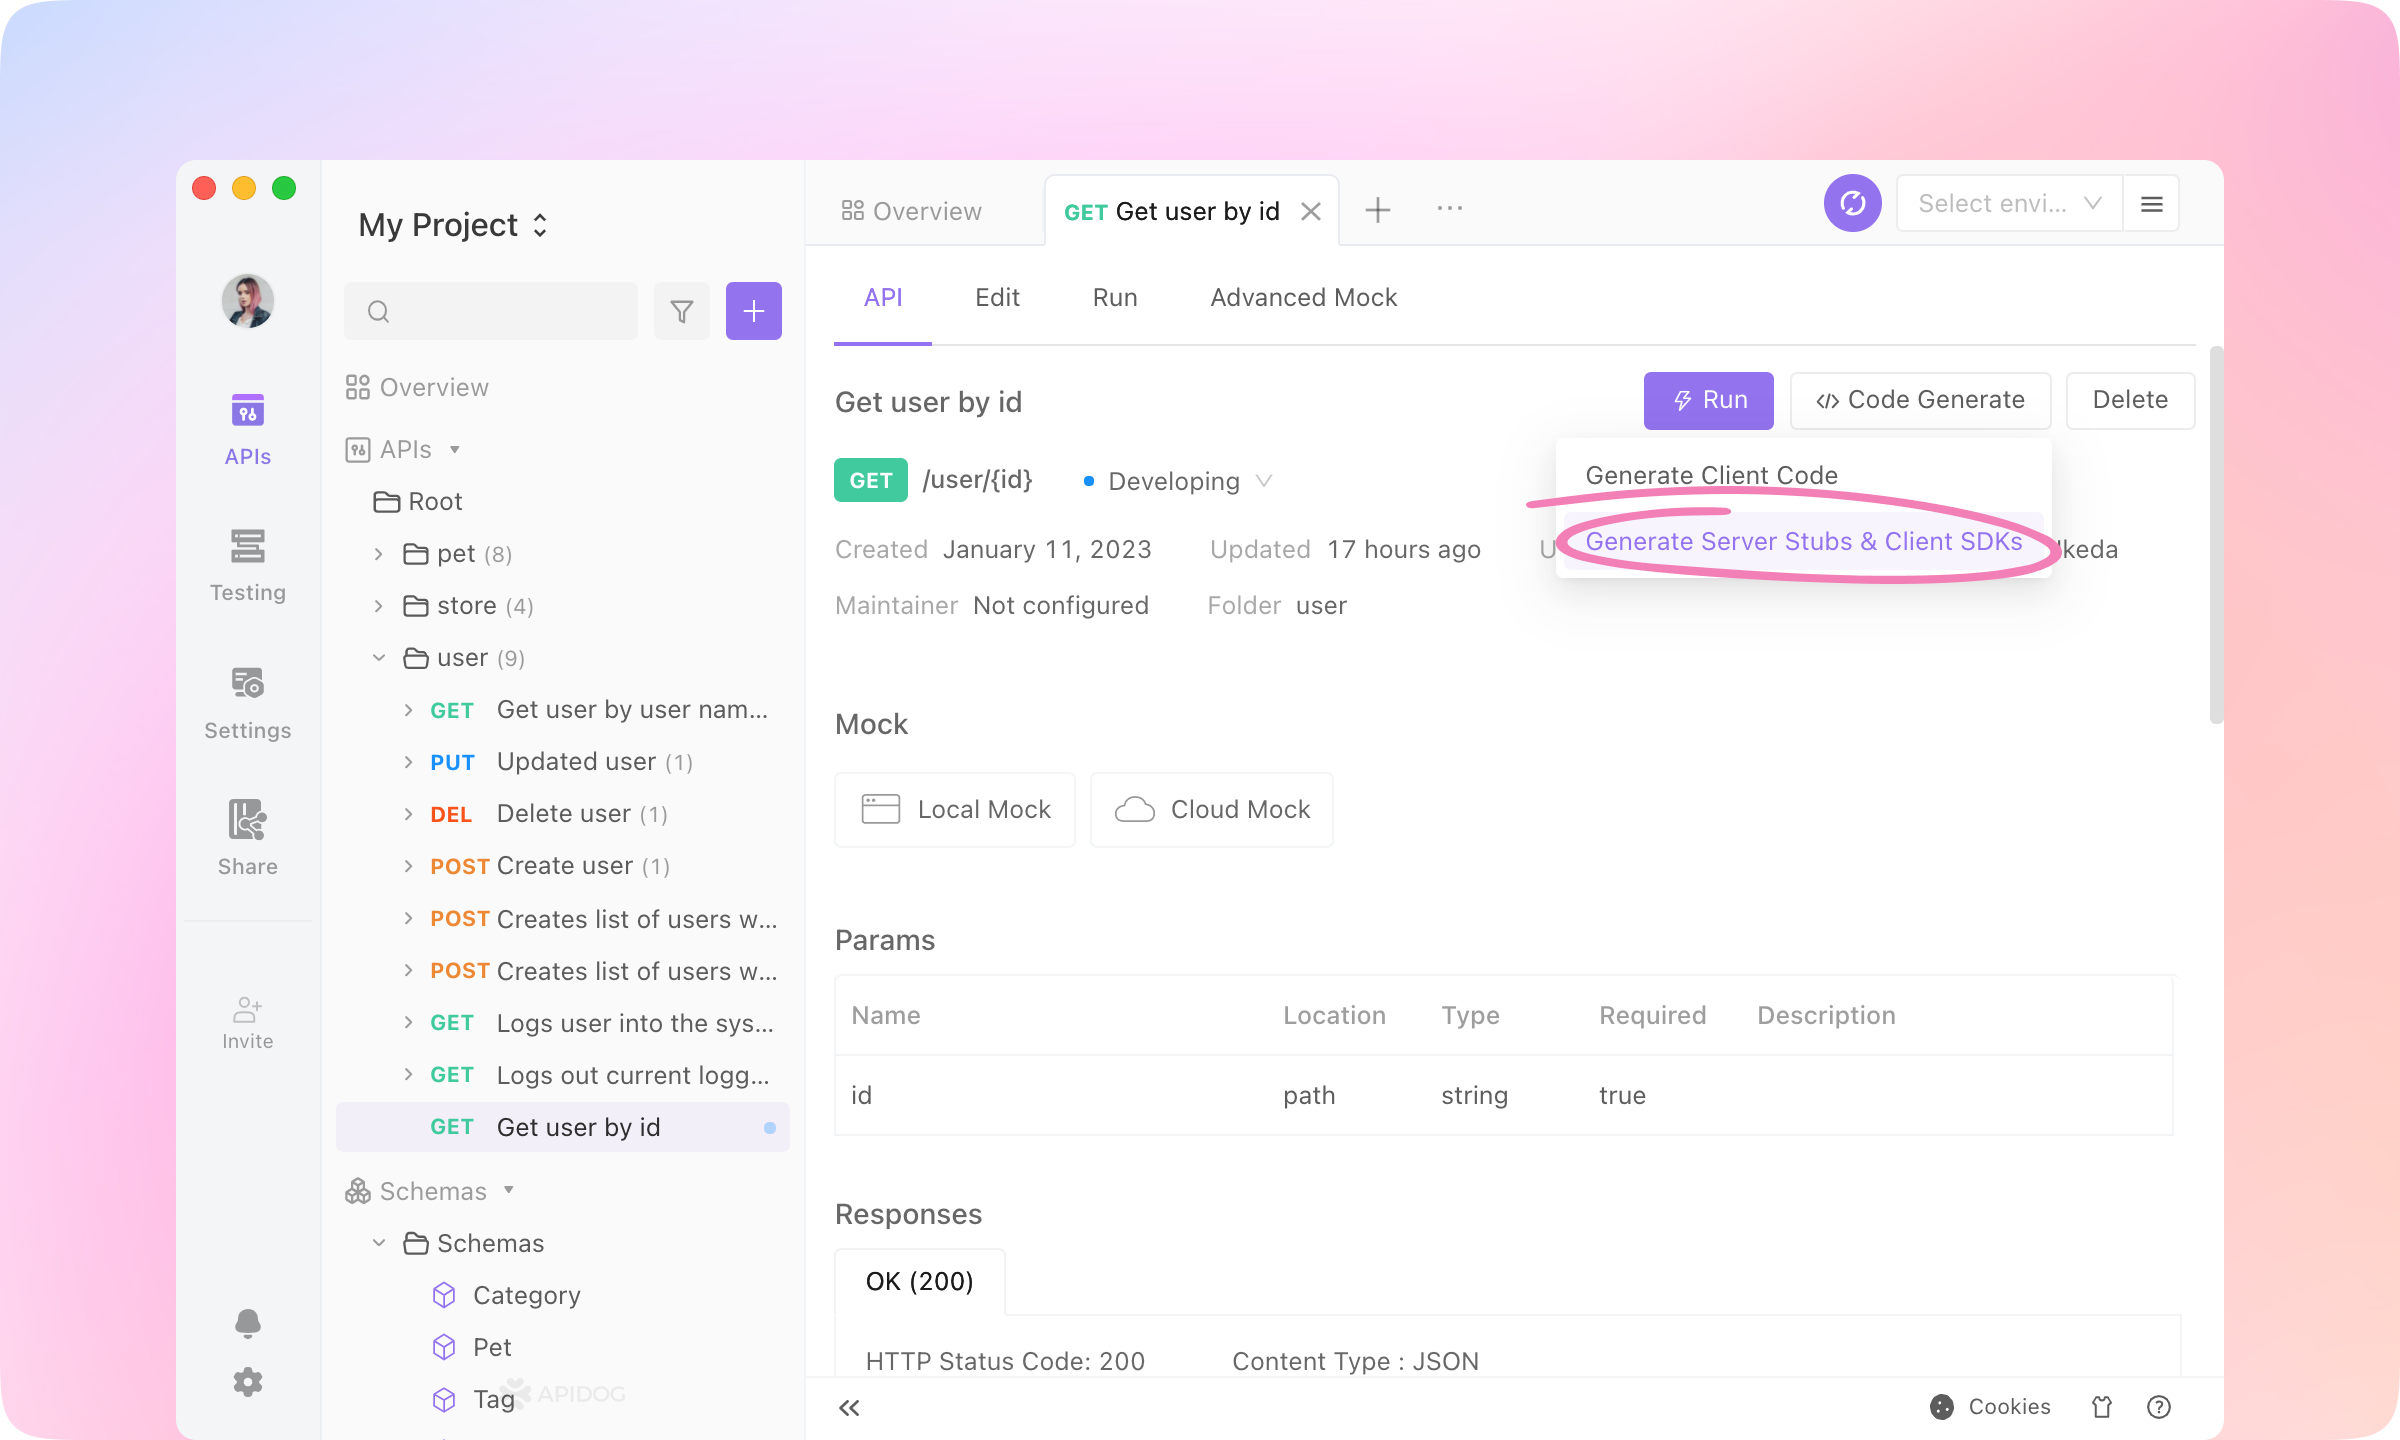 My Project
APIs
Testing
Settings
Share
Invite
Overview
APIs
Root
pet (8)
store (4)
user (9)
GET Get user by user nam...
PUT Updated user (1)
DEL Delete user (1)
POST Create user (1)
POST Creates list of users w...
POST Creates list of users w...
GET Logs user into the sys...
GET Logs out current logg...
GET Get user by id
Schemas
Schemas
Category
Pet
Tag
APIDOG
Overview
GET Get user by id
Select envi...
API Edit Run Advanced Mock
Get user by id
Run
</> Code Generate
Delete
Generate Client Code
Generate Server Stubs & Client SDKs
GET /user/{id} Developing
Created January 11, 2023 Updated 17 hours ago
Maintainer Not configured Folder user
Mock
Local Mock Cloud Mock
Params
Name Location Type Required Description
id path string true
Responses
OK (200)
HTTP Status Code: 200 Content Type : JSON
Cookies